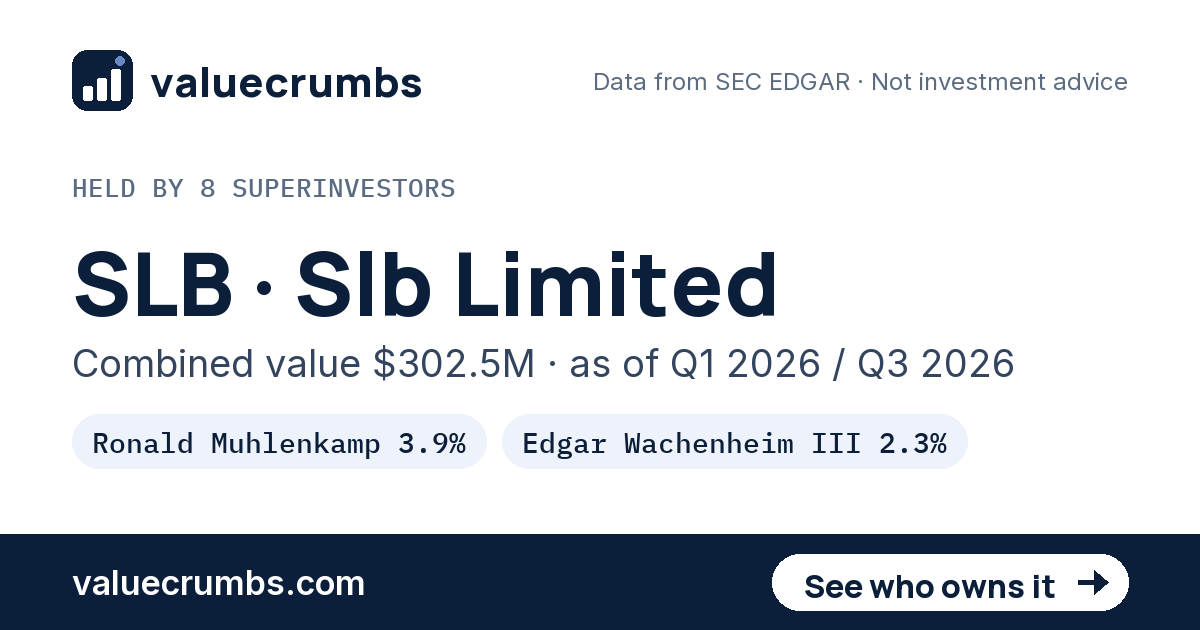 valuecrumbs
Data from SEC EDGAR · Not investment advice
HELD BY 8 SUPERINVESTORS
SLB · Slb Limited
Combined value $302.5M · as of Q1 2026 / Q3 2026
Ronald Muhlenkamp 3.9%
Edgar Wachenheim III 2.3%
valuecrumbs.com
See who owns it →